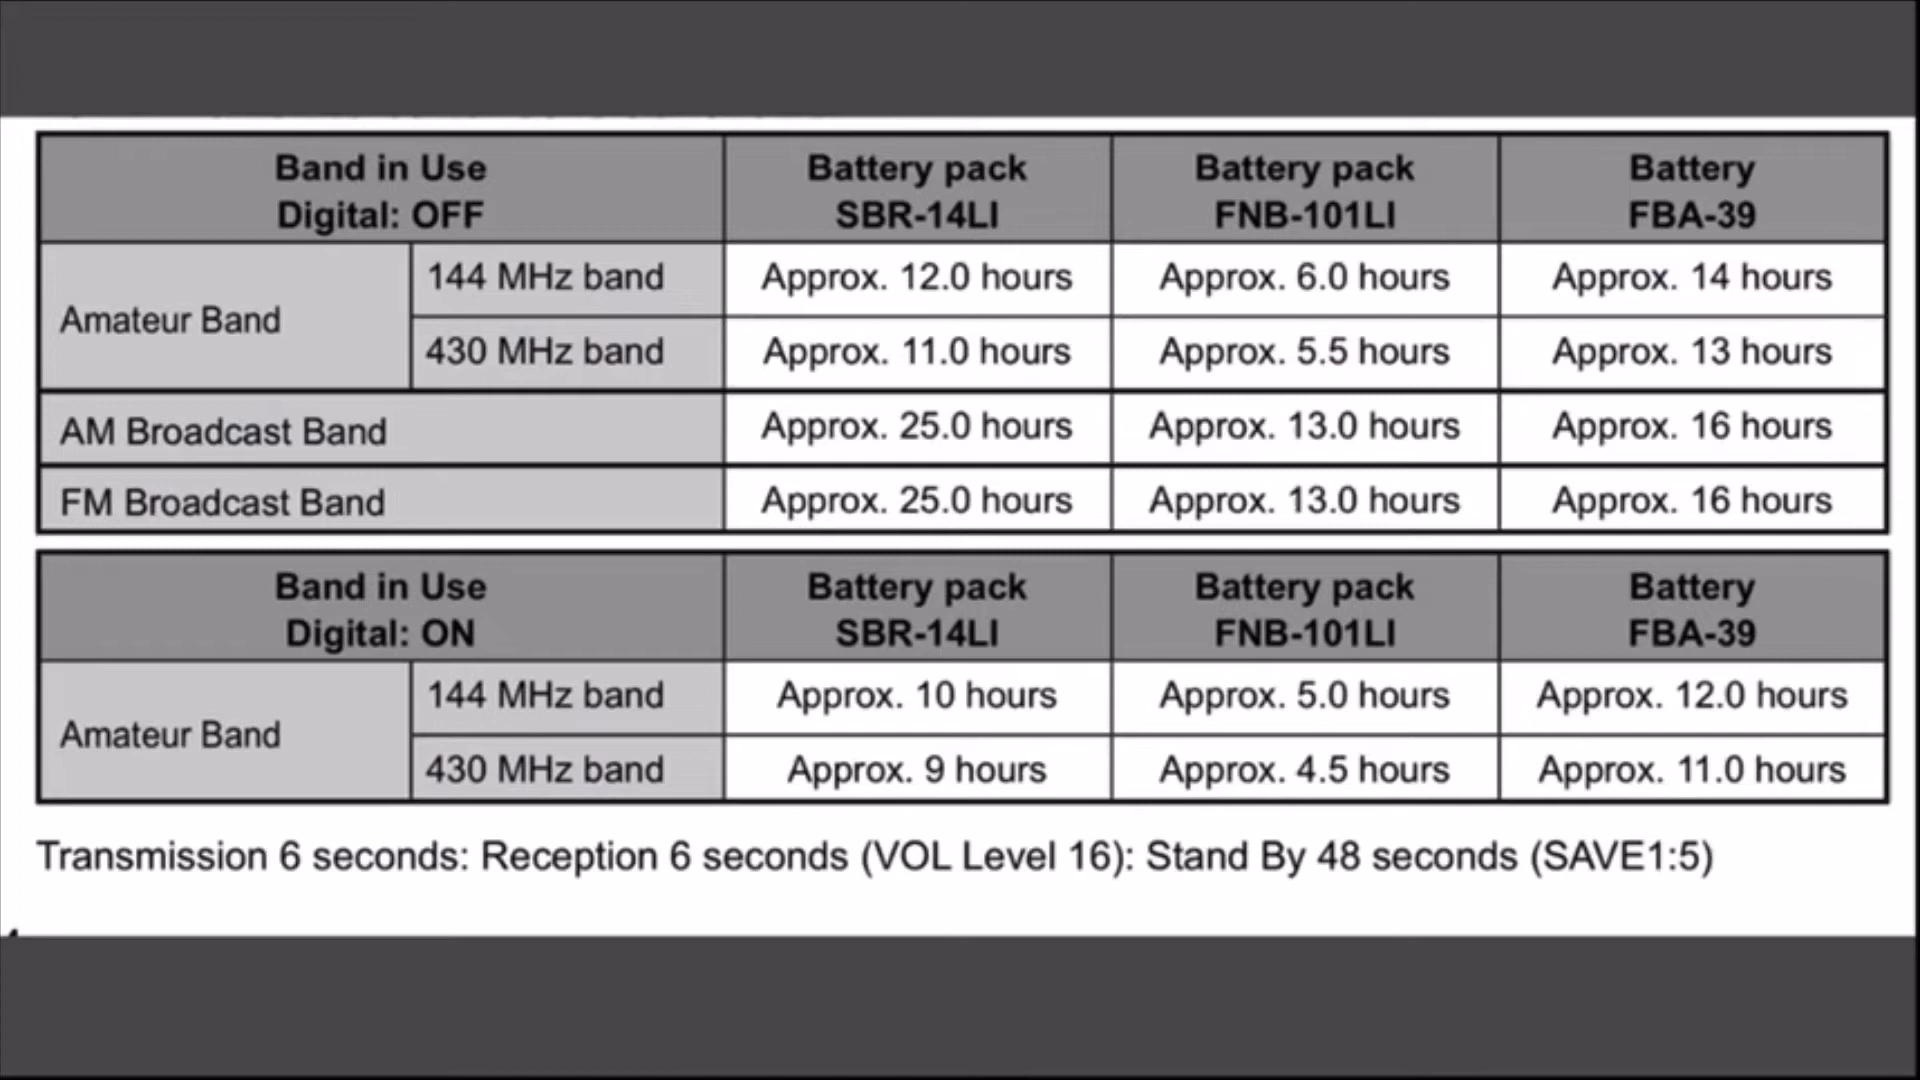 Band in Use
Digital: OFF
Battery pack
SBR-14LI
Battery pack
FNB-101LI
Battery
FBA-39
Amateur Band
144 MHz band
Approx. 12.0 hours
Approx. 6.0 hours
Approx. 14 hours
430 MHz band
Approx. 11.0 hours
Approx. 5.5 hours
Approx. 13 hours
AM Broadcast Band
Approx. 25.0 hours
Approx. 13.0 hours
Approx. 16 hours
FM Broadcast Band
Approx. 25.0 hours
Approx. 13.0 hours
Approx. 16 hours
Band in Use
Digital: ON
Battery pack
SBR-14LI
Battery pack
FNB-101LI
Battery
FBA-39
Amateur Band
144 MHz band
Approx. 10 hours
Approx. 5.0 hours
Approx. 12.0 hours
430 MHz band
Approx. 9 hours
Approx. 4.5 hours
Approx. 11.0 hours
Transmission 6 seconds: Reception 6 seconds (VOL Level 16): Stand By 48 seconds (SAVE1:5)